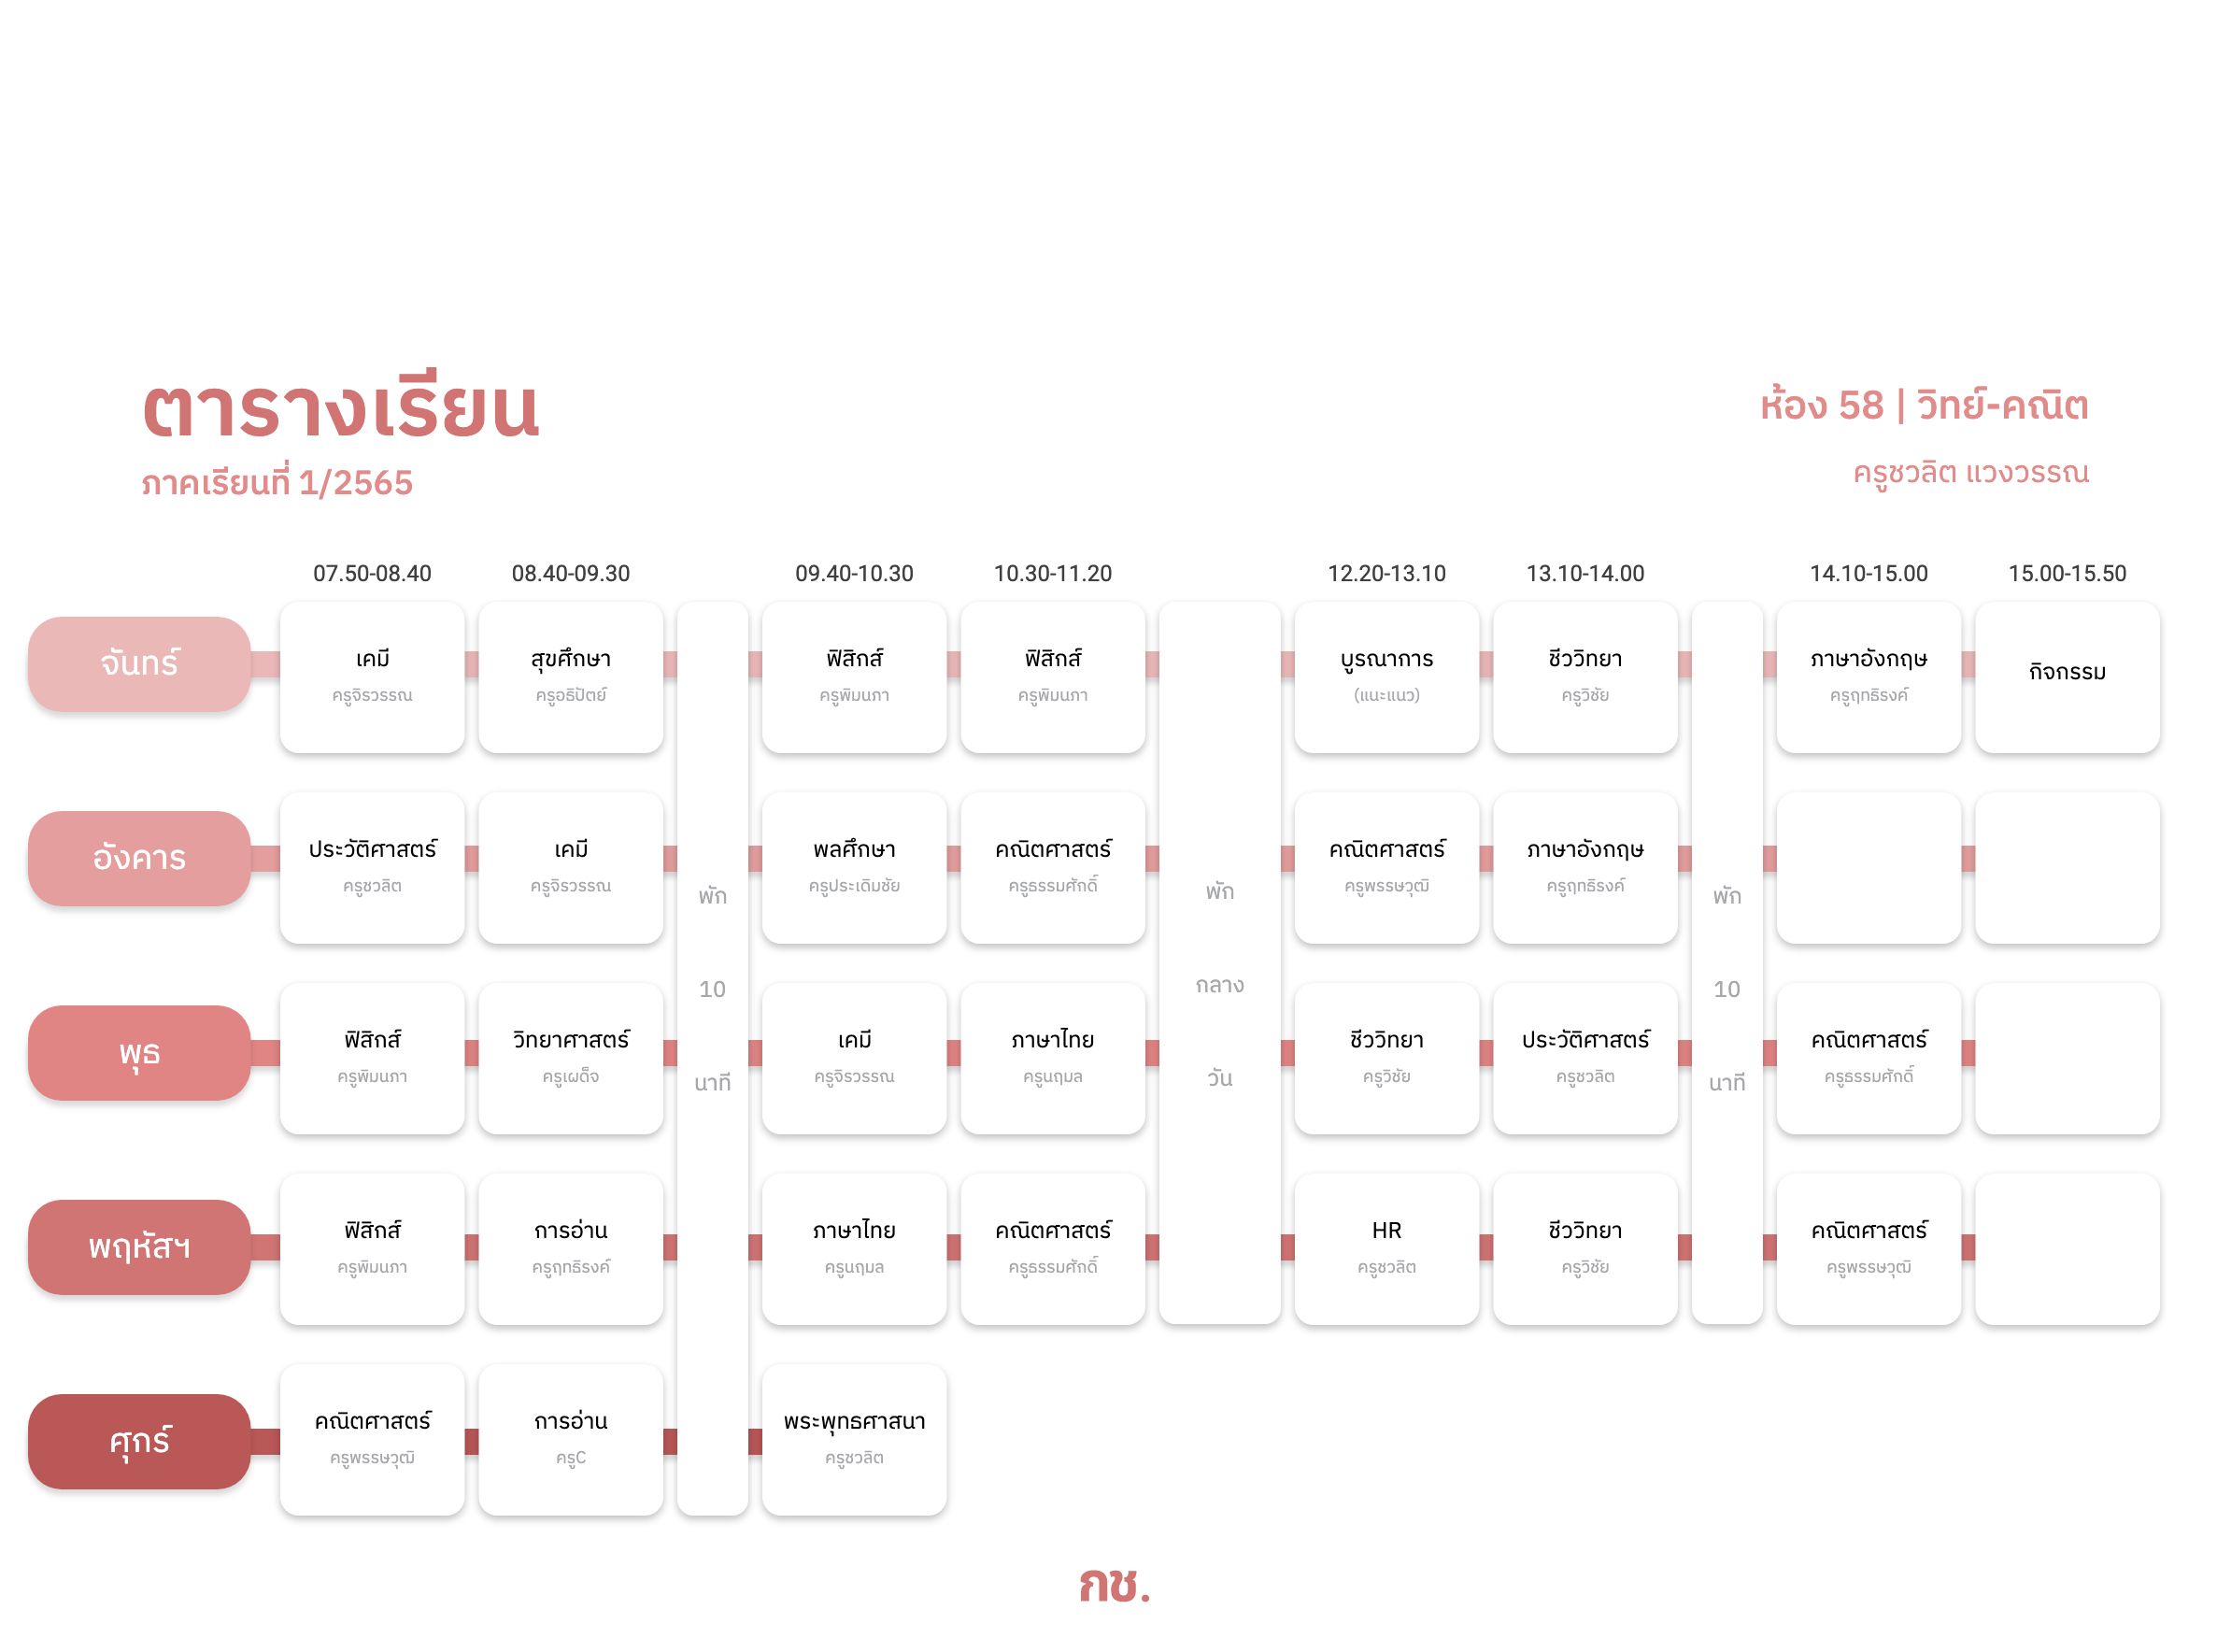 ตารางเรียน
ภาคเรียนที่ 1/2565
ห้อง 58 | วิทย์-คณิต
ครูชวลิต แวงวรรณ
07.50-08.40 08.40-09.30 09.40-10.30 10.30-11.20 12.20-13.10 13.10-14.00 14.10-15.00 15.00-15.50
จันทร์
เคมี สุขศึกษา ฟิสิกส์ ฟิสิกส์ บูรณาการ ชีววิทยา ภาษาอังกฤษ กิจกรรม
ครูจิรวรรณ ครูอธิปัตย์ ครูพิมนภา ครูพิมนภา (แนะแนว) ครูวิชัย ครูฤทธิรงค์
อังคาร
ประวัติศาสตร์ เคมี พลศึกษา คณิตศาสตร์ คณิตศาสตร์ ภาษาอังกฤษ
ครูชวลิต ครูจิรวรรณ ครูประเดิมชัย ครูธรรมศักดิ์ ครูพรรษวุฒิ ครูฤทธิรงค์
พัก พัก พัก
10 กลาง 10
นาที วัน นาที
พุธ
ฟิสิกส์ วิทยาศาสตร์ เคมี ภาษาไทย ชีววิทยา ประวัติศาสตร์ คณิตศาสตร์
ครูพิมนภา ครูเผด็จ ครูจิรวรรณ ครูนฤมล ครูวิชัย ครูชวลิต ครูธรรมศักดิ์
พฤหัสฯ
ฟิสิกส์ การอ่าน ภาษาไทย คณิตศาสตร์ HR ชีววิทยา คณิตศาสตร์
ครูพิมนภา ครูฤทธิรงค์ ครูนฤมล ครูธรรมศักดิ์ ครูชวลิต ครูวิชัย ครูพรรษวุฒิ
ศุกร์
คณิตศาสตร์ การอ่าน พระพุทธศาสนา
ครูพรรษวุฒิ ครูC ครูชวลิต
กช.